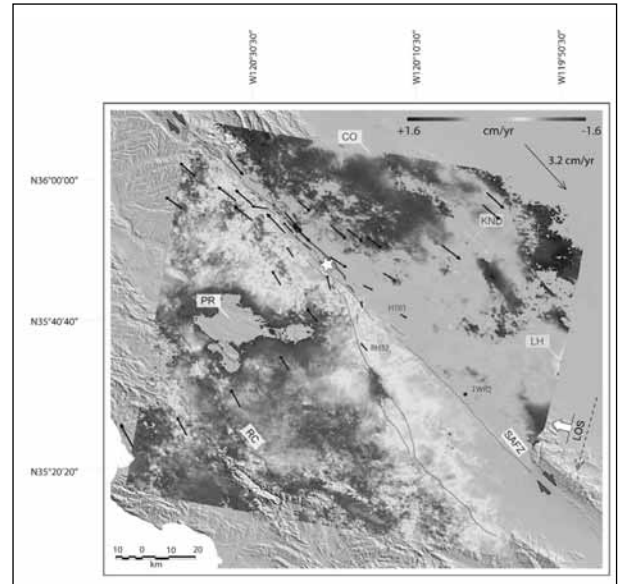 W120°30'30"
W120°10'30"
W119°50'30"
CO
+1.6 cm/yr -1.6
3.2 cm/yr
N36°00'00"
KND
PR
N35°40'40"
LH
LOS
RC
SAFZ
N35°20'20"
10 0 10 20
km